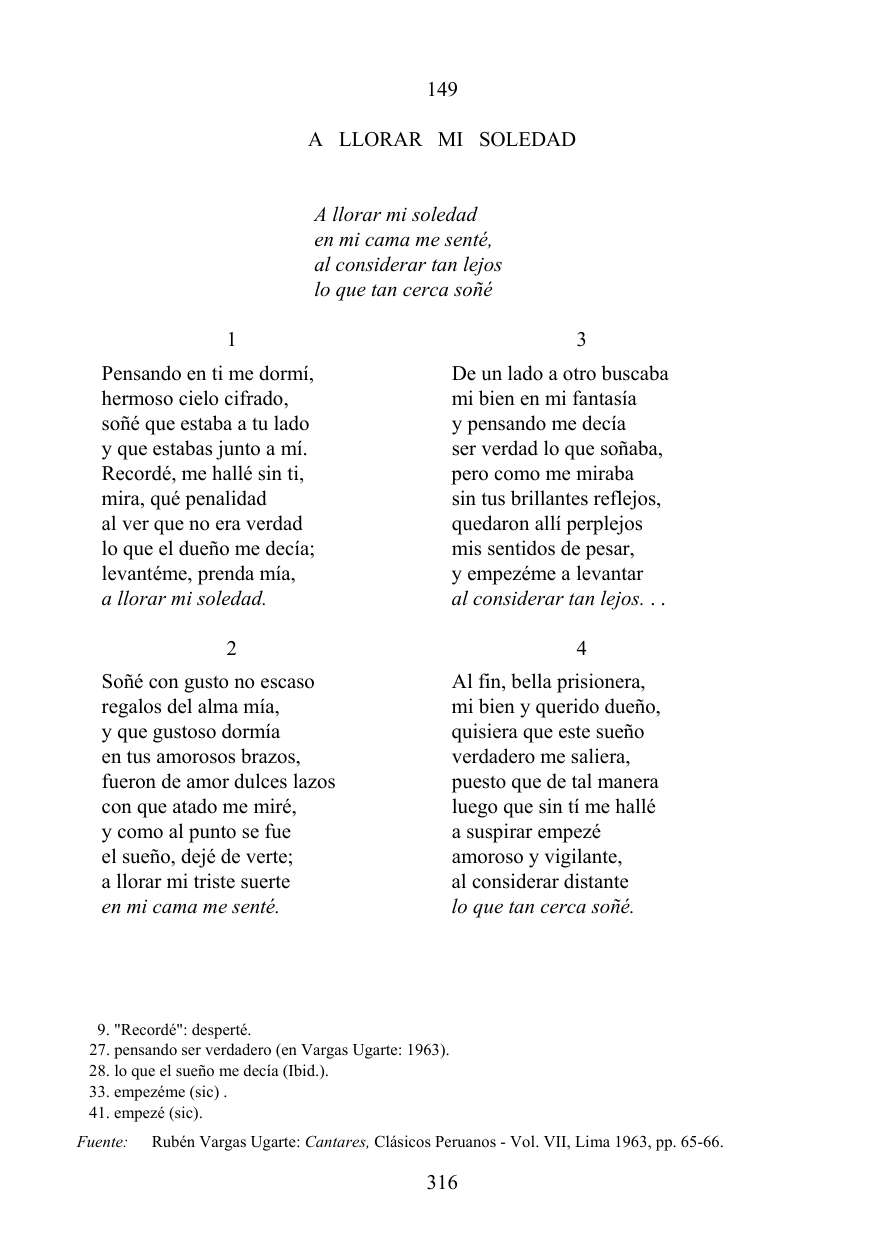 149
A LLORAR MI SOLEDAD
A llorar mi soledad
en mi cama me senté,
al considerar tan lejos
lo que tan cerca soñé
1
Pensando en ti me dormí,
hermoso cielo cifrado,
soñé que estaba a tu lado
y que estabas junto a mí.
Recordé, me hallé sin ti,
mira, qué penalidad
al ver que no era verdad
lo que el dueño me decía;
levantéme, prenda mía,
a llorar mi soledad.
2
Soñé con gusto no escaso
regalos del alma mía,
y que gustoso dormía
en tus amorosos brazos,
fueron de amor dulces lazos
con que atado me miré,
y como al punto se fue
el sueño, dejé de verte;
a llorar mi triste suerte
en mi cama me senté.
3
De un lado a otro buscaba
mi bien en mi fantasía
y pensando me decía
ser verdad lo que soñaba,
pero como me miraba
sin tus brillantes reflejos,
quedaron allí perplejos
mis sentidos de pesar,
y empezéme a levantar
al considerar tan lejos. . .
4
Al fin, bella prisionera,
mi bien y querido dueño,
quisiera que este sueño
verdadero me saliera,
puesto que de tal manera
luego que sin tí me hallé
a suspirar empezé
amoroso y vigilante,
al considerar distante
lo que tan cerca soñé.
9. "Recordé": desperté.
27. pensando ser verdadero (en Vargas Ugarte: 1963).
28. lo que el sueño me decía (Ibid.).
33. empezéme (sic) .
41. empezé (sic).
Fuente: Rubén Vargas Ugarte: Cantares, Clásicos Peruanos - Vol. VII, Lima 1963, pp. 65-66.
316